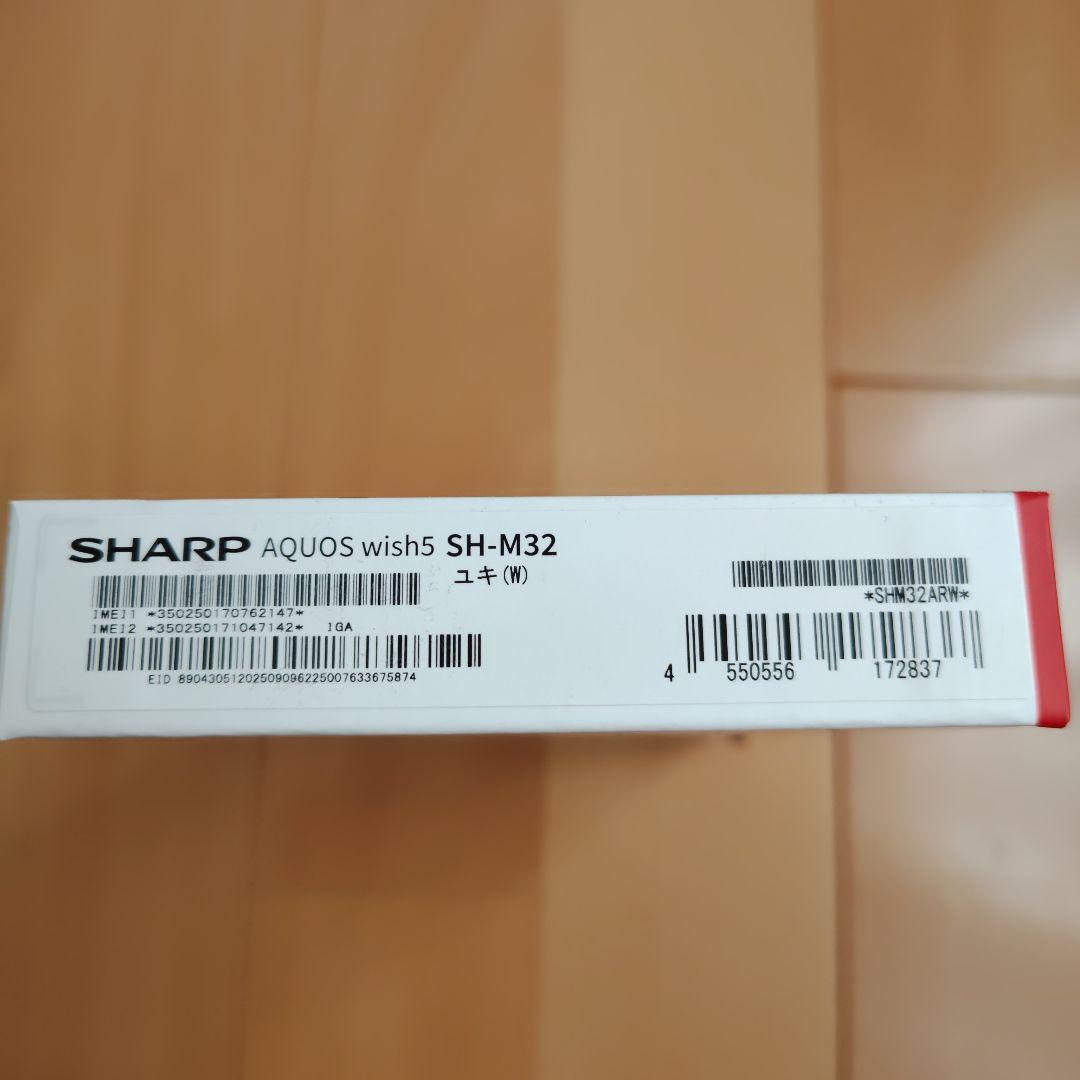 SHARP AQUOS wish5 SH-M32
ユキ(W)
IMEI1 *350250170762147*
IMEI2 *350250171047142* IGA
EID 89043051202509096225007633675874
*SHM32ARW*
4 550556 172837